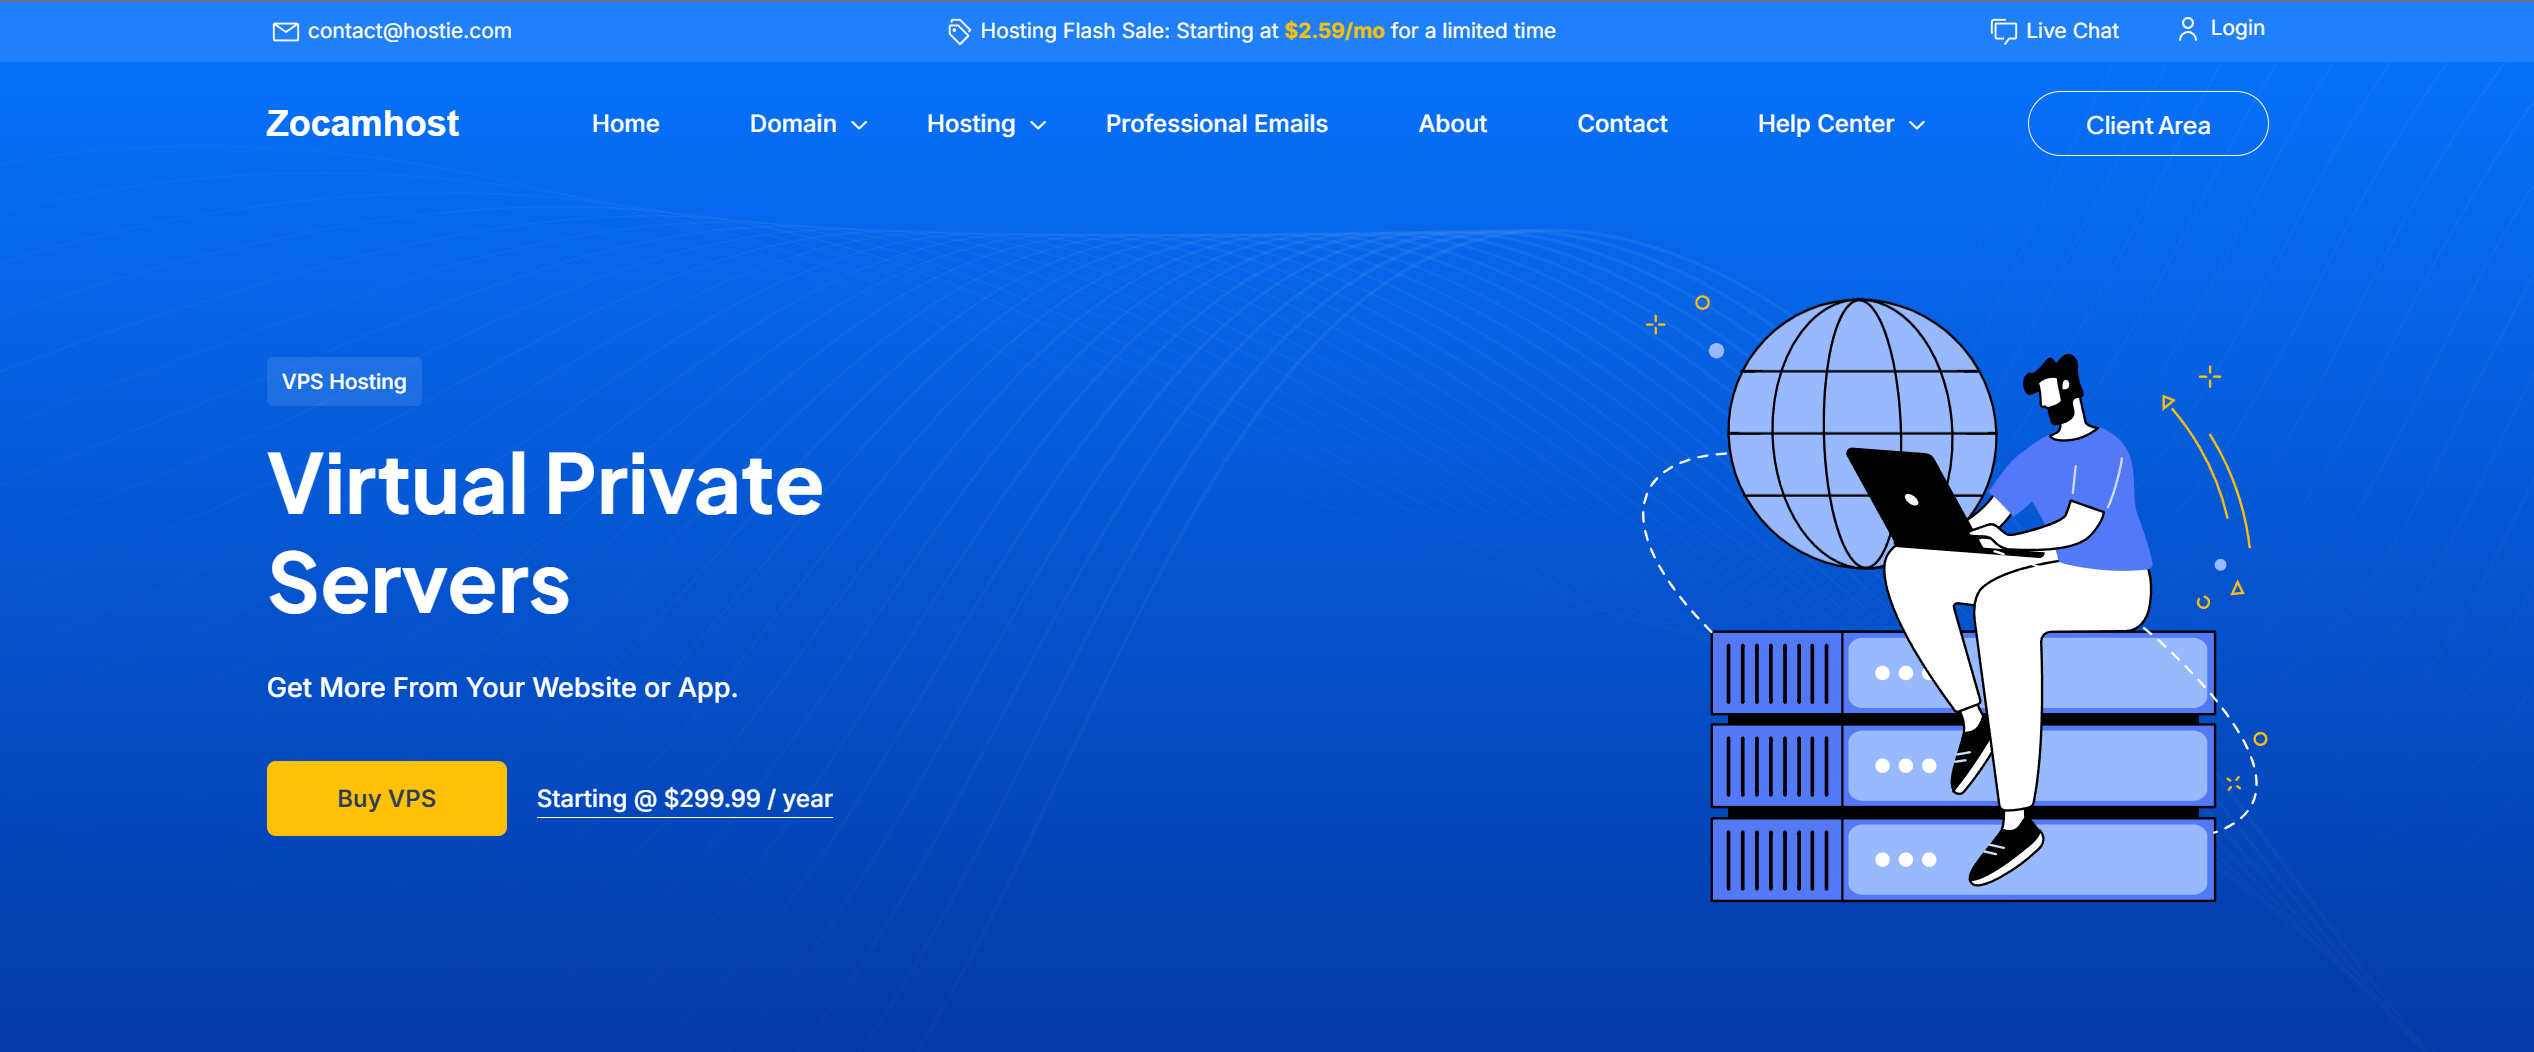 contact@hostie.com
Hosting Flash Sale: Starting at $2.59/mo for a limited time
Live Chat
Login
Zocamhost
Home
Domain
Hosting
Professional Emails
About
Contact
Help Center
Client Area
VPS Hosting
Virtual Private
Servers
Get More From Your Website or App.
Buy VPS
Starting @ $299.99 / year